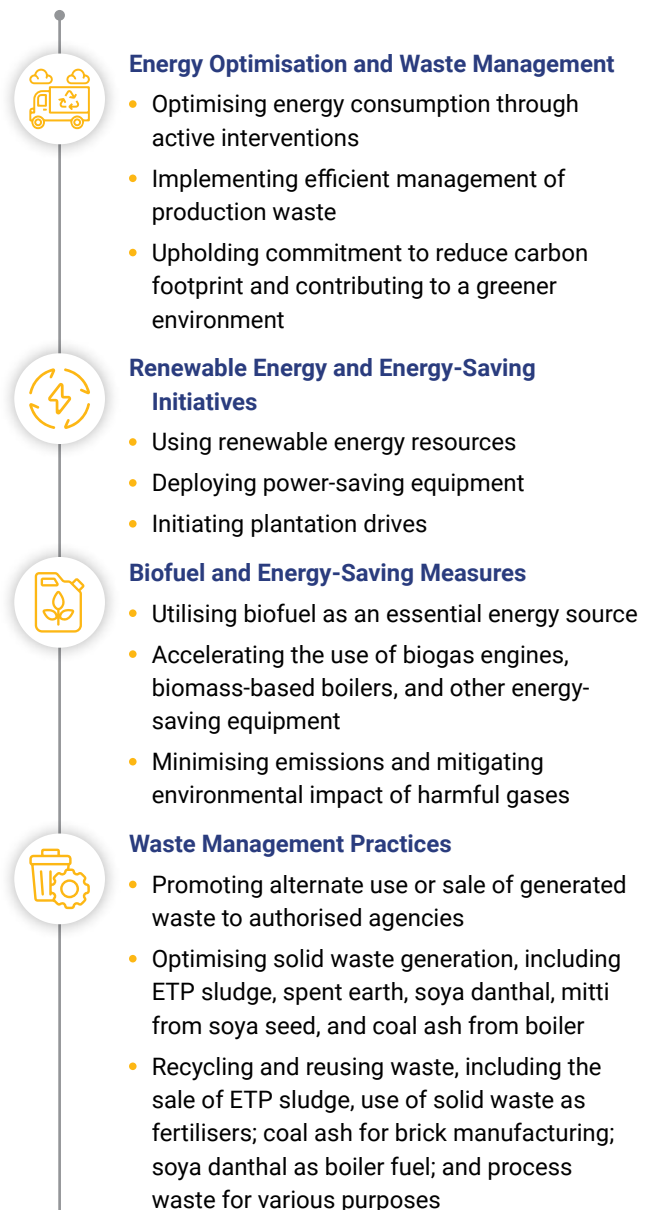 Energy Optimisation and Waste Management
• Optimising energy consumption through
active interventions
• Implementing efficient management of
production waste
• Upholding commitment to reduce carbon
footprint and contributing to a greener
environment
Renewable Energy and Energy-Saving
Initiatives
• Using renewable energy resources
• Deploying power-saving equipment
• Initiating plantation drives
Biofuel and Energy-Saving Measures
• Utilising biofuel as an essential energy source
• Accelerating the use of biogas engines,
biomass-based boilers, and other energy-
saving equipment
• Minimising emissions and mitigating
environmental impact of harmful gases
Waste Management Practices
• Promoting alternate use or sale of generated
waste to authorised agencies
• Optimising solid waste generation, including
ETP sludge, spent earth, soya danthal, mitti
from soya seed, and coal ash from boiler
• Recycling and reusing waste, including the
sale of ETP sludge, use of solid waste as
fertilisers; coal ash for brick manufacturing;
soya danthal as boiler fuel; and process
waste for various purposes